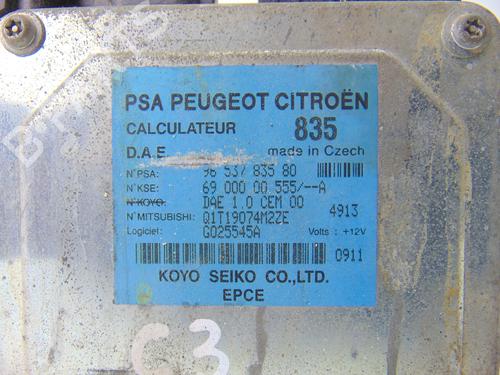 PSA PEUGEOT CITROËN
CALCULATEUR 835
D.A.E. made in Czech
N°PSA: 96 537 835 80
N°KSE: 69 000 00 555/--A
N°KOYO: DAE 1.0 CEM 00
N°MITSUBISHI: Q1T19074M2ZE 4913
Logiciel: G025545A Volts : +12V
0911
KOYO SEIKO CO.,LTD.
EPCE
C3